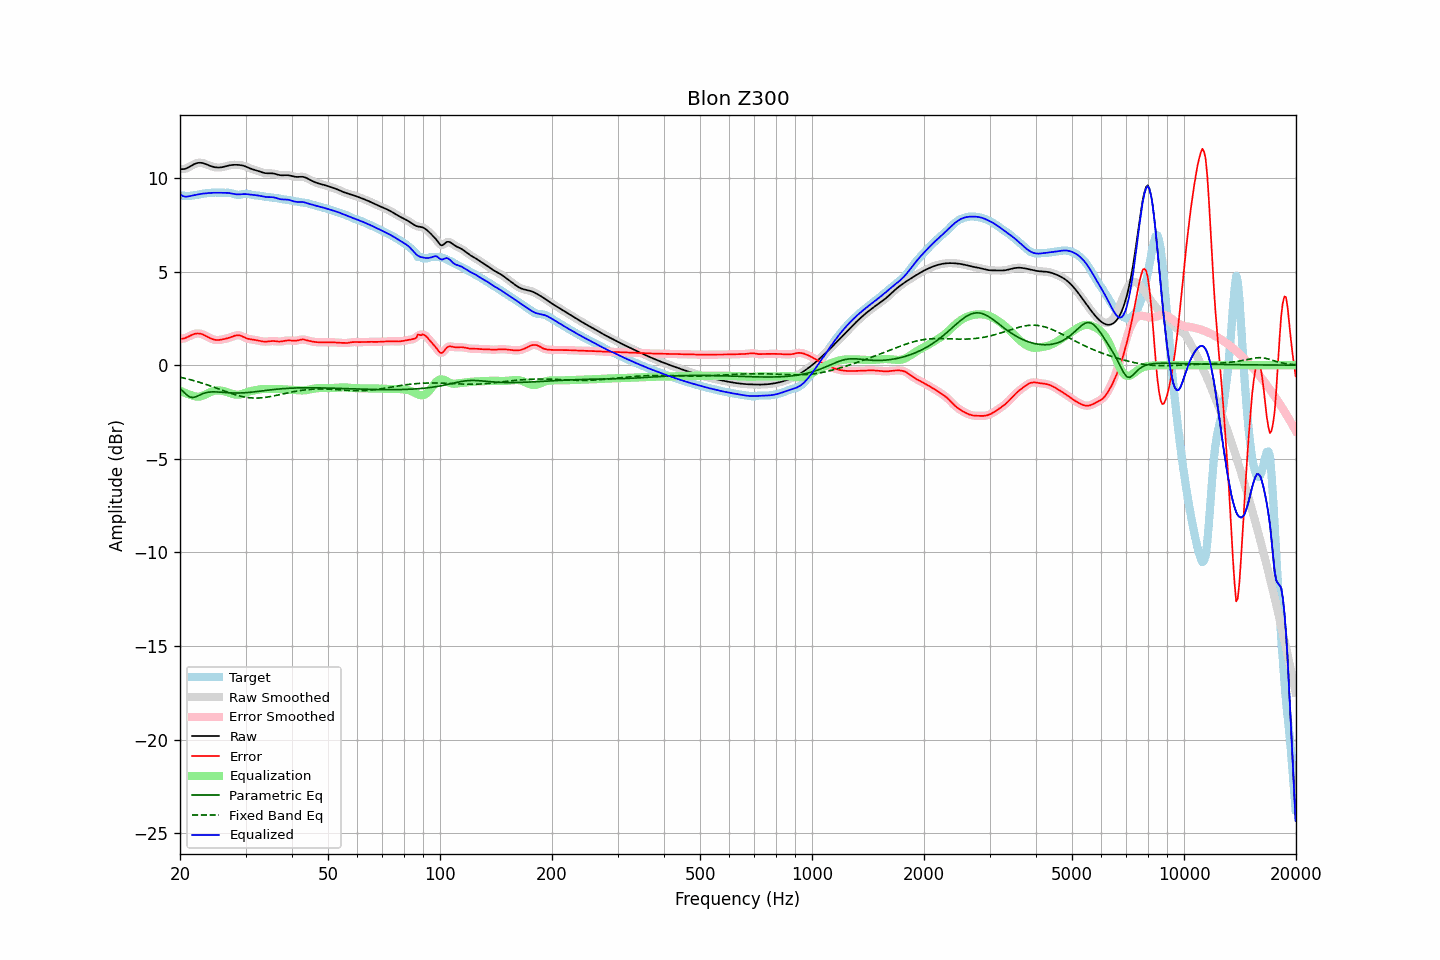 Blon Z300
Amplitude (dBr)
10
5
0
−5
−10
−15
−20
−25
Target
Raw Smoothed
Error Smoothed
Raw
Error
Equalization
Parametric Eq
Fixed Band Eq
Equalized
20 50 100 200 500 1000 2000 5000 10000 20000
Frequency (Hz)